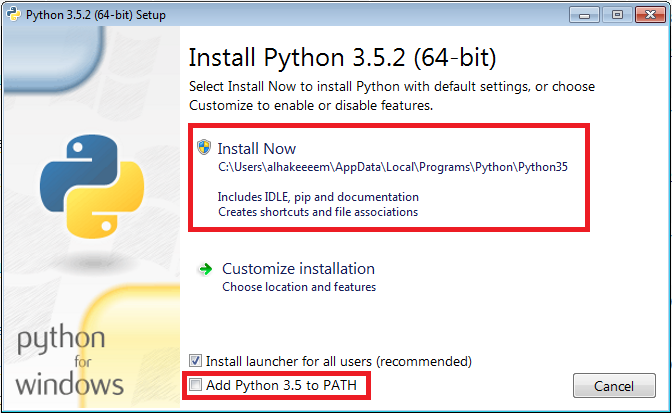 Python 3.5.2 (64-bit) Setup
Install Python 3.5.2 (64-bit)
Select Install Now to install Python with default settings, or choose
Customize to enable or disable features.
Install Now
C:\Users\alhakeeeem\AppData\Local\Programs\Python\Python35
Includes IDLE, pip and documentation
Creates shortcuts and file associations
Customize installation
Choose location and features
Install launcher for all users (recommended)
Add Python 3.5 to PATH
Cancel
python
for
windows